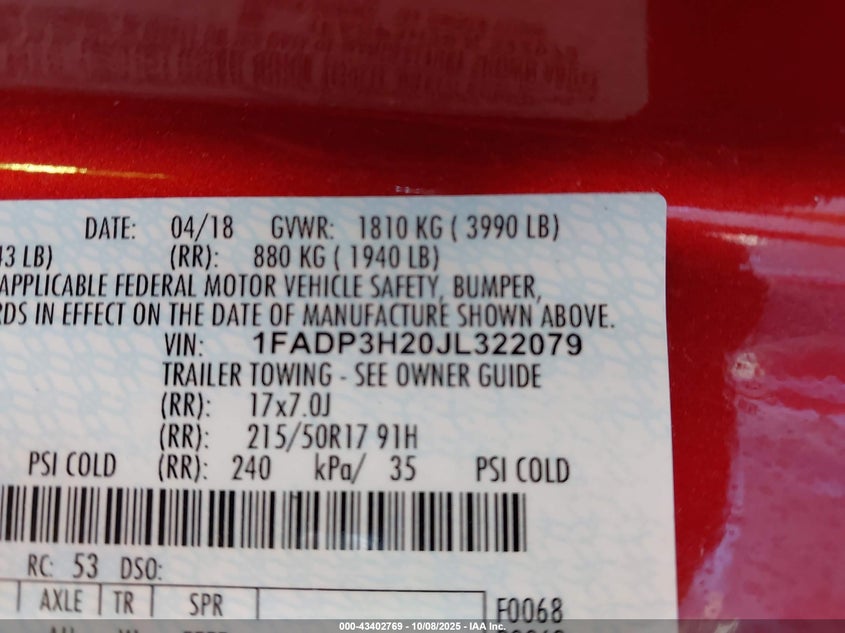 DATE: 04/18 GVWR: 1810 KG ( 3990 LB)
43 LB) (RR): 880 KG ( 1940 LB)
APPLICABLE FEDERAL MOTOR VEHICLE SAFETY, BUMPER,
RDS IN EFFECT ON THE DATE OF MANUFACTURE SHOWN ABOVE.
VIN: 1FADP3H20JL322079
TRAILER TOWING - SEE OWNER GUIDE
(RR): 17x7.0J
(RR): 215/50R17 91H
PSI COLD (RR): 240 kPa/ 35 PSI COLD
RC: 53 DSO:
AXLE TR SPR F0068
000-43402769 - 10/08/2025 - IAA Inc.